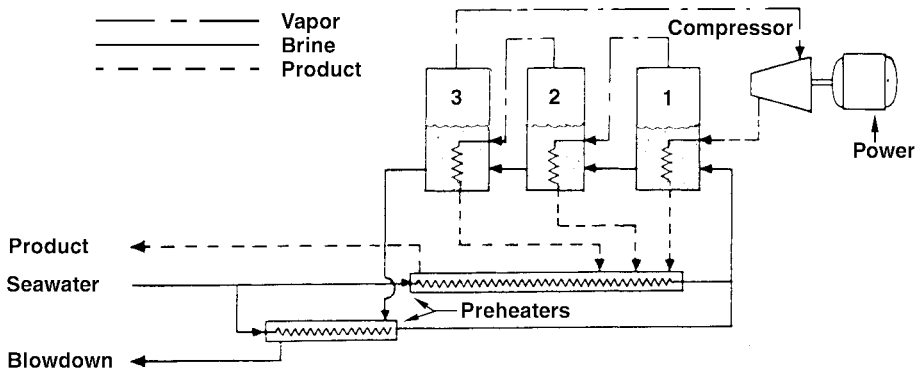 Vapor
Brine
Product
Compressor
3
2
1
Power
Product
Seawater
Preheaters
Blowdown